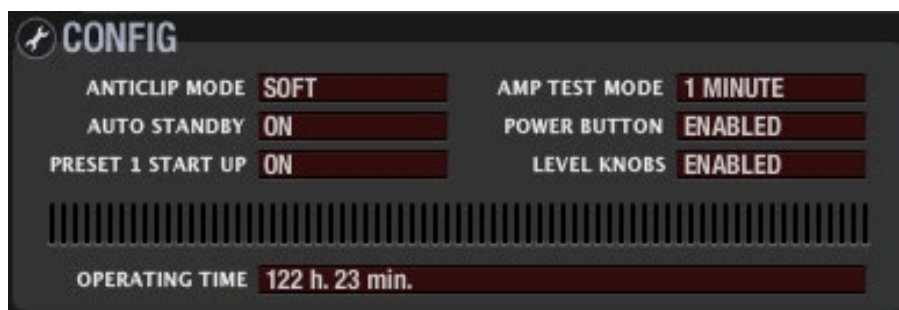 CONFIG
ANTICLIP MODE SOFT AMP TEST MODE 1 MINUTE
AUTO STANDBY ON POWER BUTTON ENABLED
PRESET 1 START UP ON LEVEL KNOBS ENABLED
OPERATING TIME 122 h. 23 min.